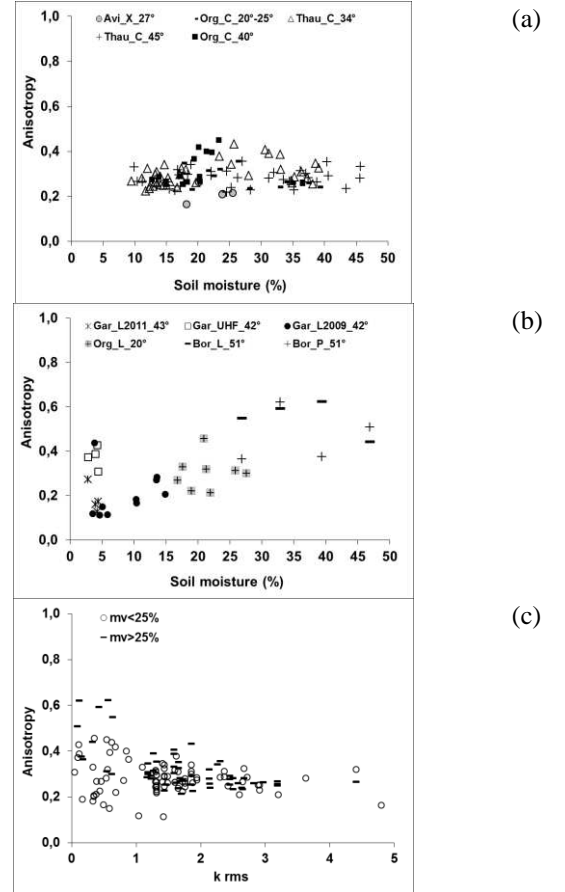 (a)
Avi_X_27° Org_C_20°-25° Thau_C_34°
Thau_C_45° Org_C_40°
1,0
0,8
0,6
0,4
0,2
0,0
Anisotropy
0 5 10 15 20 25 30 35 40 45 50
Soil moisture (%)
(b)
Gar_L2011_43° Gar_UHF_42° Gar_L2009_42°
Org_L_20° Bor_L_51° Bor_P_51°
1,0
0,8
0,6
0,4
0,2
0,0
Anisotropy
0 5 10 15 20 25 30 35 40 45 50
Soil moisture (%)
(c)
mv<25%
mv>25%
1,0
0,8
0,6
0,4
0,2
0,0
Anisotropy
0 1 2 3 4 5
k rms